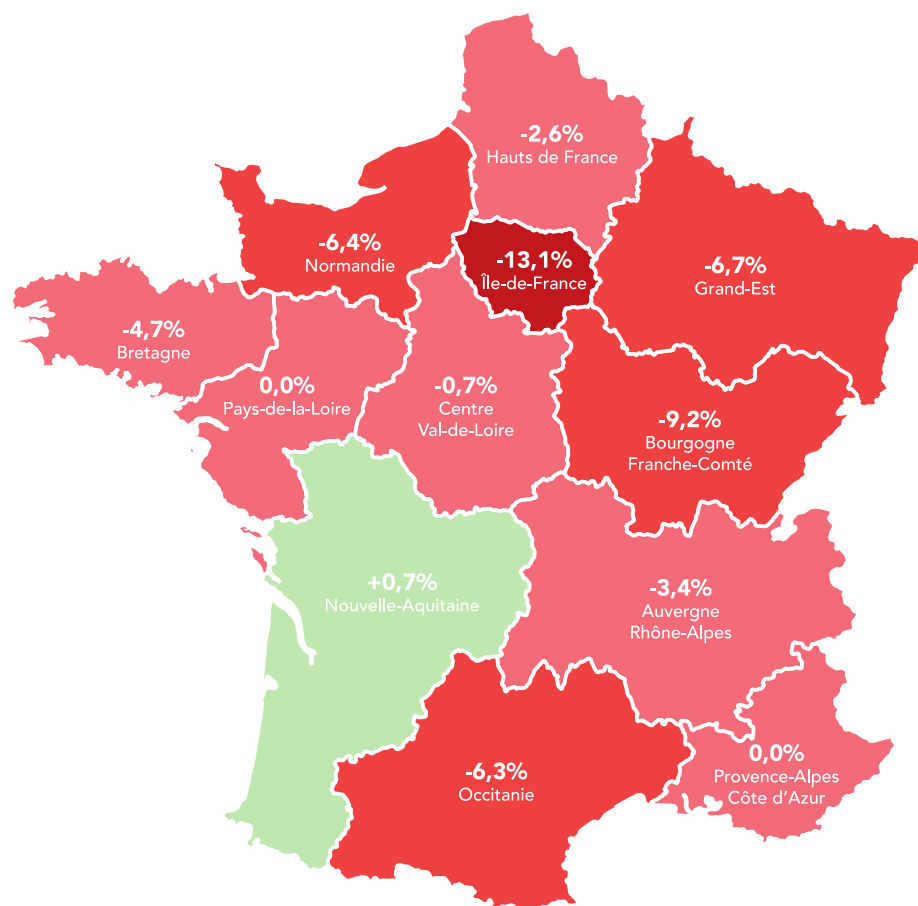 -2,6%
Hauts de France
-6,4%
Normandie
-13,1%
Île-de-France
-6,7%
Grand-Est
-4,7%
Bretagne
0,0%
Pays-de-la-Loire
-0,7%
Centre
Val-de-Loire
-9,2%
Bourgogne
Franche-Comté
+0,7%
Nouvelle-Aquitaine
-3,4%
Auvergne
Rhône-Alpes
-6,3%
Occitanie
0,0%
Provence-Alpes
Côte d'Azur